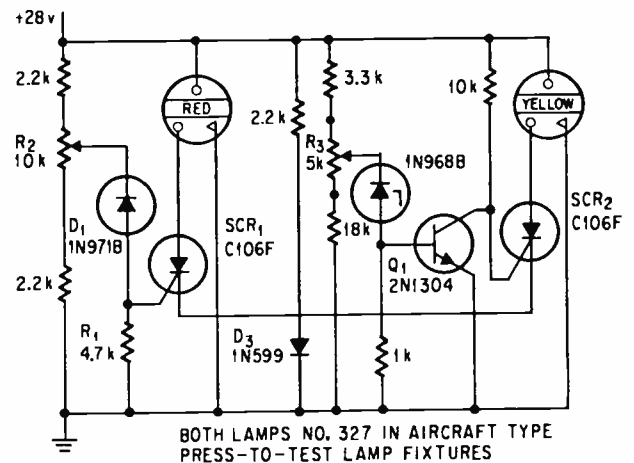 +28v
2.2k
R2
10k
D1
1N971B
2.2k
R1
4.7k
RED
SCR1
C106F
2.2k
D3
1N599
3.3k
R3
5k
18k
1N968B
Q1
2N1304
1k
10k
YELLOW
SCR2
C106F
BOTH LAMPS NO. 327 IN AIRCRAFT TYPE
PRESS-TO-TEST LAMP FIXTURES